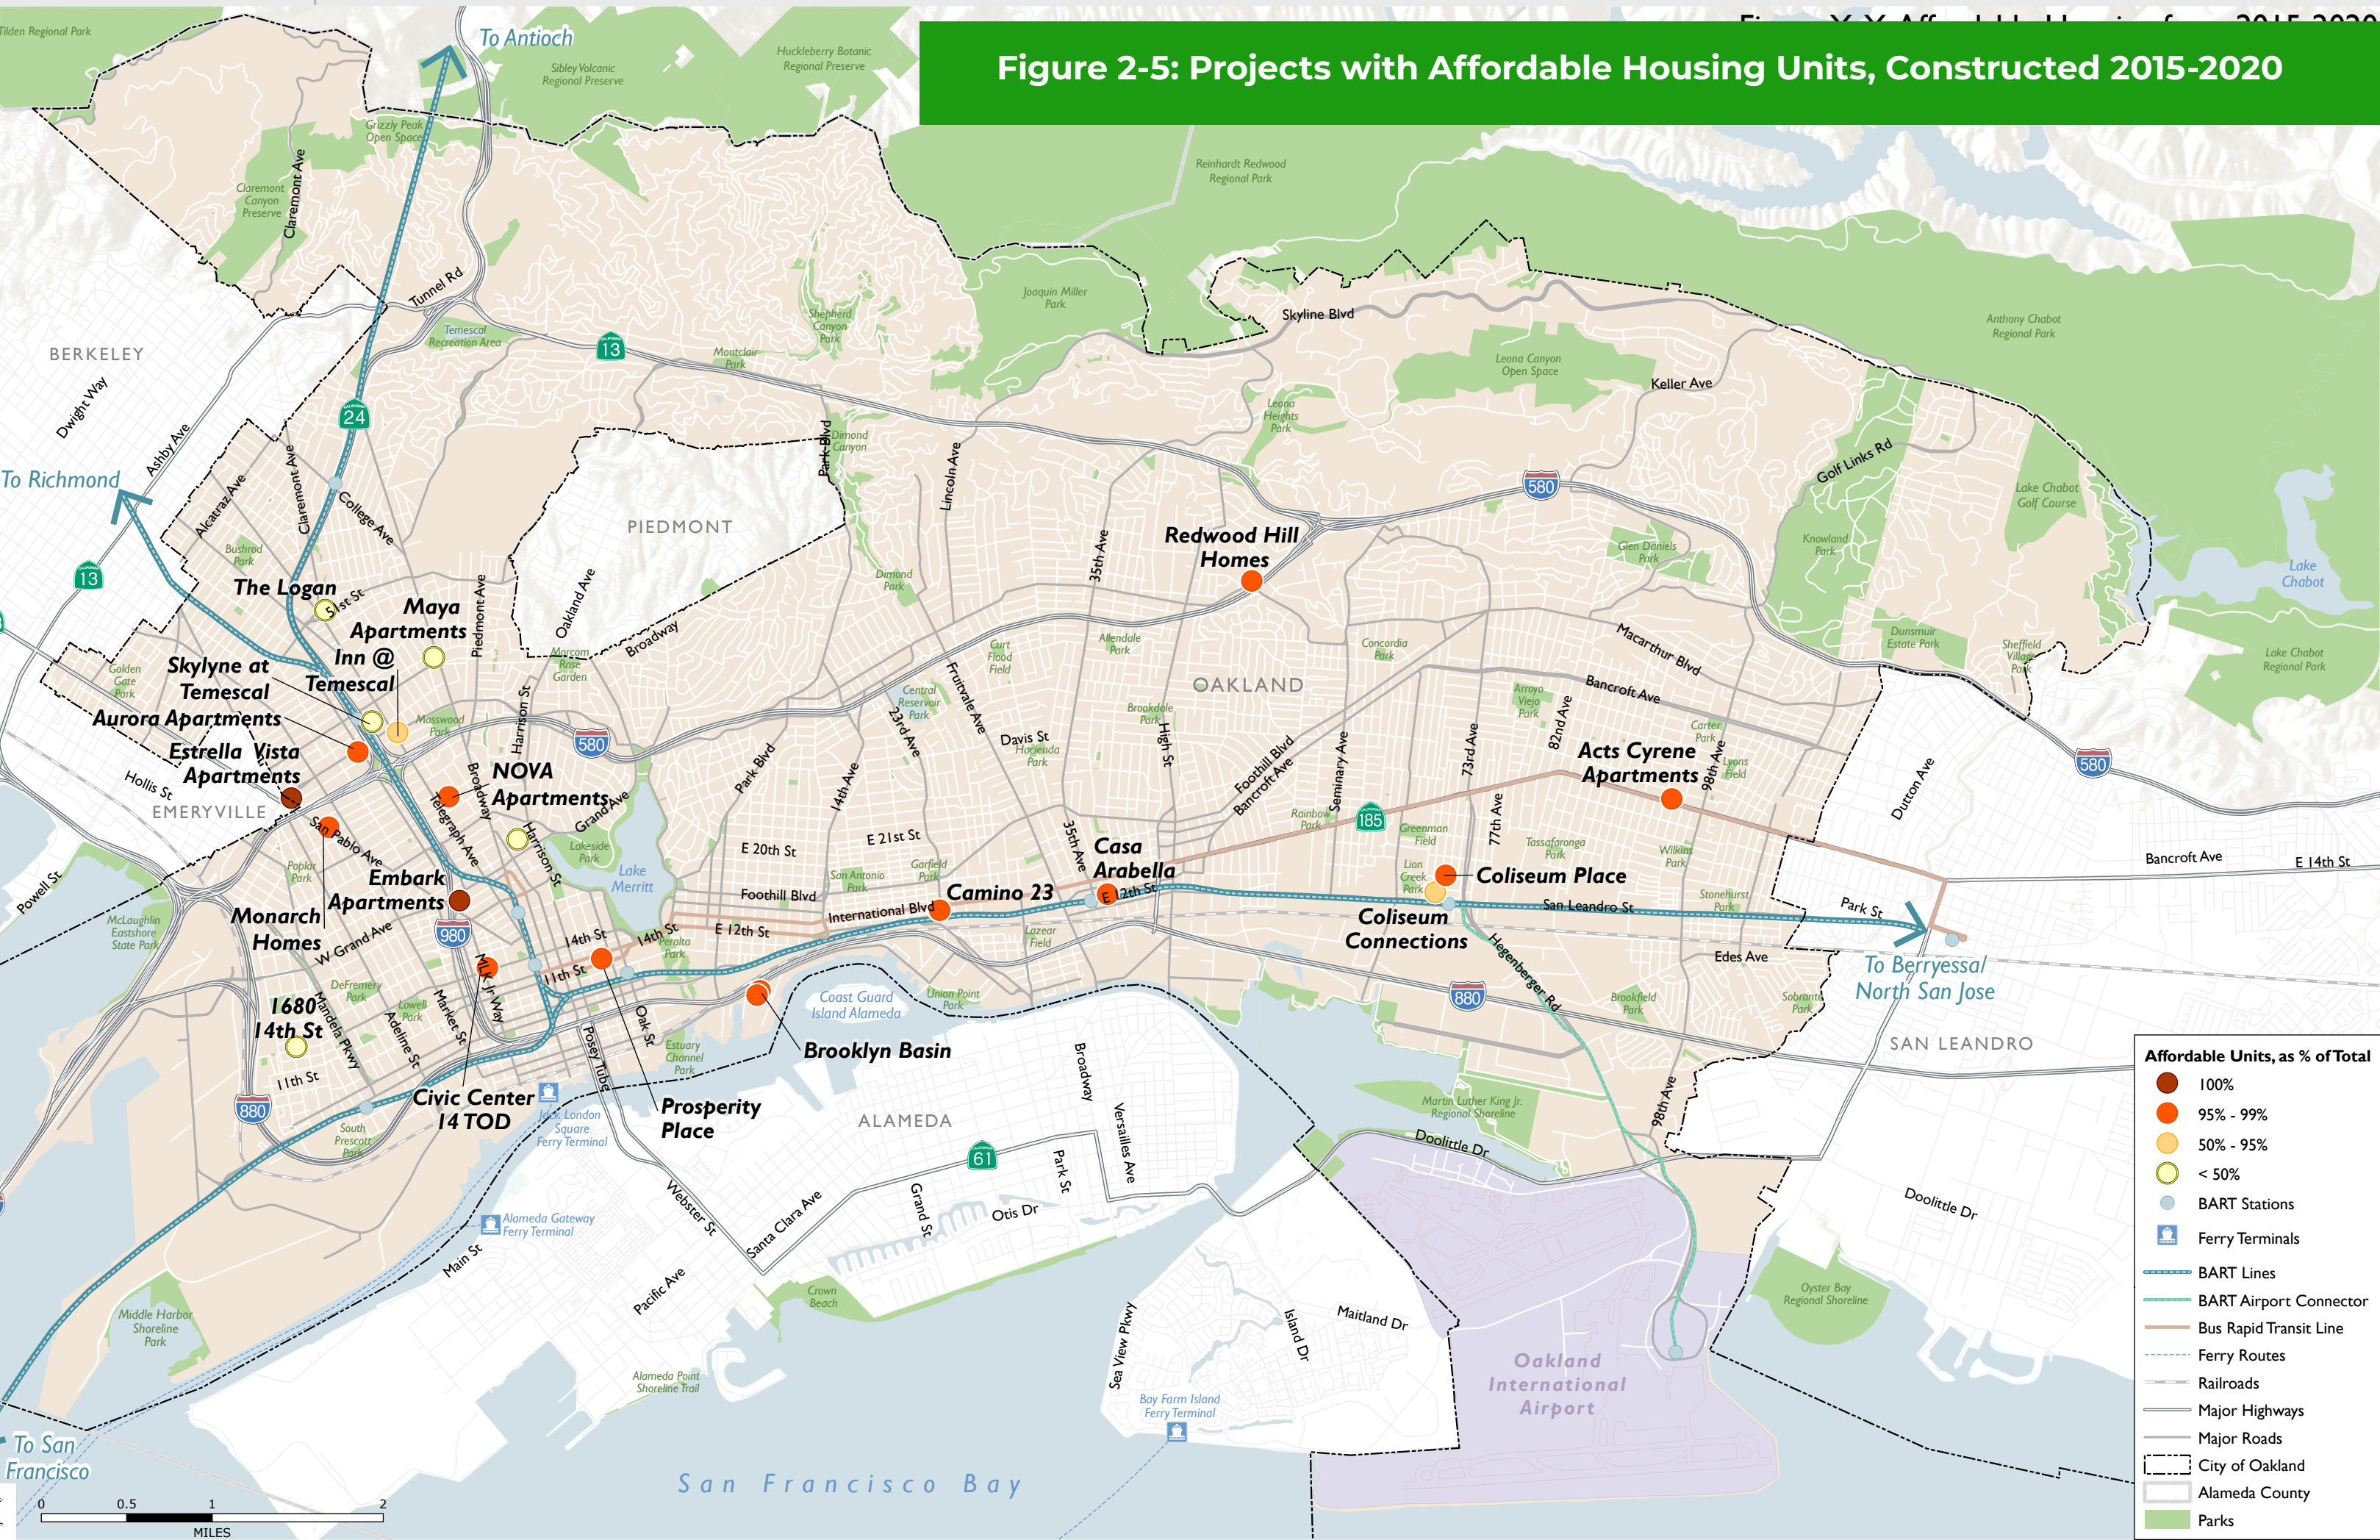 Figure 2-5: Projects with Affordable Housing Units, Constructed 2015-2020
Tilden Regional Park
To Antioch
Sibley Volcanic
Regional Preserve
Huckleberry Botanic
Regional Preserve
Grizzly Peak
Open Space
Claremont
Canyon
Preserve
Claremont Ave
Reinhardt Redwood
Regional Park
Tunnel Rd
Temescal
Recreation Area
13
Montclair
Park
Shepherd
Canyon
Park
Joaquin Miller
Park
Skyline Blvd
Leona Canyon
Open Space
Keller Ave
Anthony Chabot
Regional Park
BERKELEY
Dwight Way
Ashby Ave
24
To Richmond
Alcatraz Ave
Claremont Ave
College Ave
PIEDMONT
Park Blvd
Dimond
Canyon
Lincoln Ave
Leona
Heights
Park
580
Golf Links Rd
Lake Chabot
Golf Course
Knowland
Park
Lake
Chabot
13
Bushrod
Park
The Logan
51st St
Maya
Apartments
Piedmont Ave
Oakland Ave
Broadway
Morcom
Rose
Garden
Dimond
Park
35th Ave
Redwood Hill
Homes
Glen Daniels
Park
Dunsmuir
Estate Park
Sheffield
Village
Park
Lake Chabot
Regional Park
Golden
Gate
Park
Skylyne at
Temescal
Inn @
Temescal
Aurora Apartments
Mosswood
Park
Harrison St
580
Curt
Flood
Field
Allendale
Park
Concordia
Park
Macarthur Blvd
Bancroft Ave
OAKLAND
Central
Reservoir
Park
Fruitvale Ave
23rd Ave
Brookdale
Park
High St
Davis St
Hacienda
Park
Arroyo
Viejo
Park
82nd Ave
73rd Ave
Carter
Park
98th Ave
Lyons
Field
580
Dutton Ave
Estrella Vista
Apartments
Hollis St
EMERYVILLE
NOVA
Apartments
Broadway
Telegraph Ave
Grand Ave
Harrison St
Lakeside
Park
Lake
Merritt
Park Blvd
14th Ave
E 21st St
E 20th St
Foothill Blvd
Bancroft Ave
Seminary Ave
Rainbow
Park
185
77th Ave
Acts Cyrene
Apartments
Powell St
San Pablo Ave
Poplar
Park
Embark
Apartments
San Antonio
Park
Garfield
Park
35th Ave
Casa
Arabella
E 12th St
Greenman
Field
Lion
Creek
Park
Tassaforonga
Park
Wilkins
Park
Coliseum Place
Bancroft Ave
E 14th St
McLaughlin
Eastshore
State Park
Monarch
Homes
W Grand Ave
980
14th St
14th St
11th St
Foothill Blvd
International Blvd
E 12th St
Peralta
Park
Camino 23
Lazear
Field
Coliseum
Connections
San Leandro St
Stonehurst
Park
Park St
Hegenberger Rd
Edes Ave
To Berryessa/
North San Jose
1680
14th St
DeFremery
Park
Lowell
Park
MLK Jr Way
Market St
Adeline St
Mandela Pkwy
11th St
880
South
Prescott
Park
Civic Center
14 TOD
Posey Tube
Oak St
Estuary
Channel
Park
Coast Guard
Island Alameda
Union Point
Park
Brooklyn Basin
Prosperity
Place
Jack London
Square
Ferry Terminal
880
Brookfield
Park
Sobrante
Park
SAN LEANDRO
ALAMEDA
Broadway
Versailles Ave
Park St
61
Martin Luther King Jr.
Regional Shoreline
Doolittle Dr
98th Ave
Doolittle Dr
Webster St
Santa Clara Ave
Grand St
Otis Dr
Alameda Gateway
Ferry Terminal
Main St
Pacific Ave
Crown
Beach
Middle Harbor
Shoreline
Park
Alameda Point
Shoreline Trail
Sea View Pkwy
Island Dr
Maitland Dr
Bay Farm Island
Ferry Terminal
Oakland
International
Airport
Oyster Bay
Regional Shoreline
To San
Francisco
San Francisco Bay
0 0.5 1 2
MILES
Affordable Units, as % of Total
100%
95% - 99%
50% - 95%
< 50%
BART Stations
Ferry Terminals
BART Lines
BART Airport Connector
Bus Rapid Transit Line
Ferry Routes
Railroads
Major Highways
Major Roads
City of Oakland
Alameda County
Parks